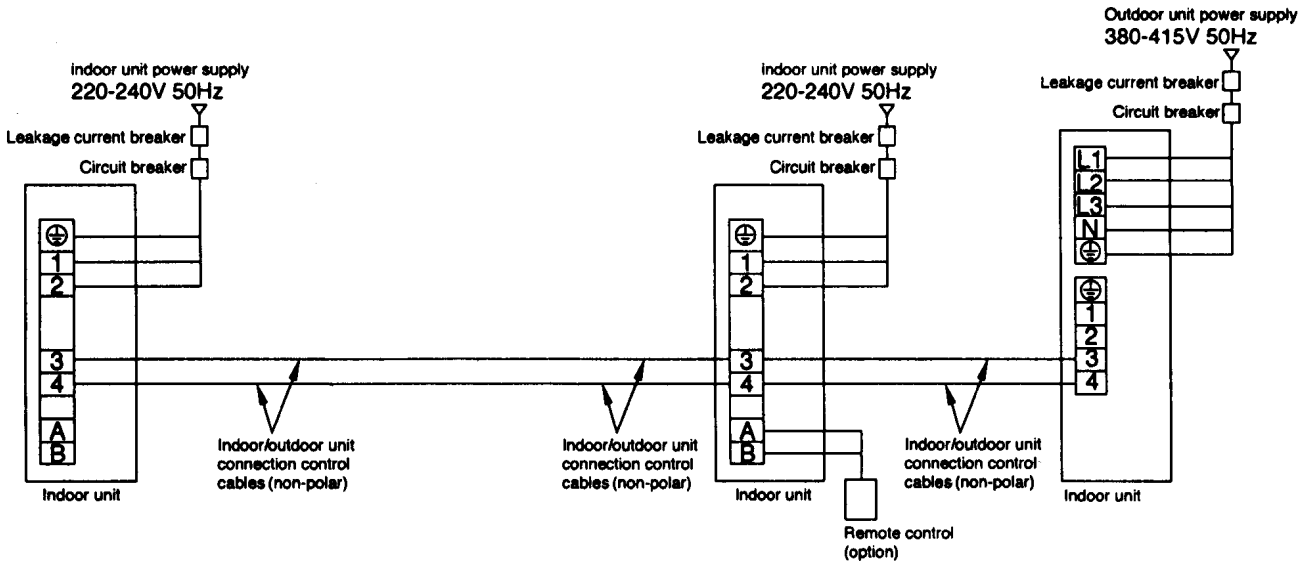 Outdoor unit power supply
380-415V 50Hz
Leakage current breaker
Circuit breaker
indoor unit power supply
220-240V 50Hz
Leakage current breaker
Circuit breaker
indoor unit power supply
220-240V 50Hz
Leakage current breaker
Circuit breaker
1
2
3
4
A
B
Indoor unit
Indoor/outdoor unit
connection control
cables (non-polar)
Indoor/outdoor unit
connection control
cables (non-polar)
1
2
3
4
A
B
Indoor unit
Remote control
(option)
Indoor/outdoor unit
connection control
cables (non-polar)
L1
L2
L3
N
1
2
3
4
Indoor unit